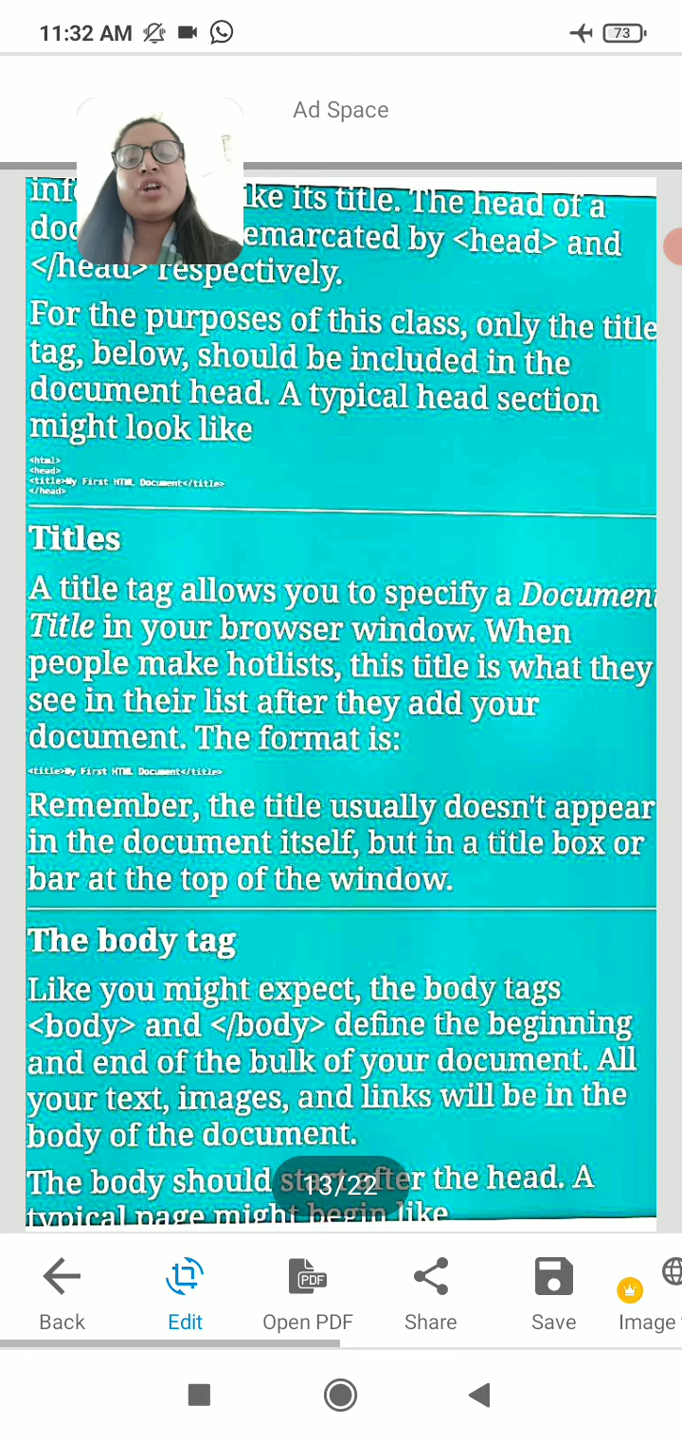 11:32 AM
73
Ad Space
ke its title. The head of a
emarcated by <head> and
</head> respectively.
For the purposes of this class, only the title
tag, below, should be included in the
document head. A typical head section
might look like
<html>
<head>
<title>My First HTML Document</title>
</head>
Titles
A title tag allows you to specify a Document
Title in your browser window. When
people make hotlists, this title is what they
see in their list after they add your
document. The format is:
<title>My First HTML Document</title>
Remember, the title usually doesn't appear
in the document itself, but in a title box or
bar at the top of the window.
The body tag
Like you might expect, the body tags
<body> and </body> define the beginning
and end of the bulk of your document. All
your text, images, and links will be in the
body of the document.
The body should start after the head. A
13/22
typical page might begin like
Back
Edit
PDF
Open PDF
Share
Save
Image